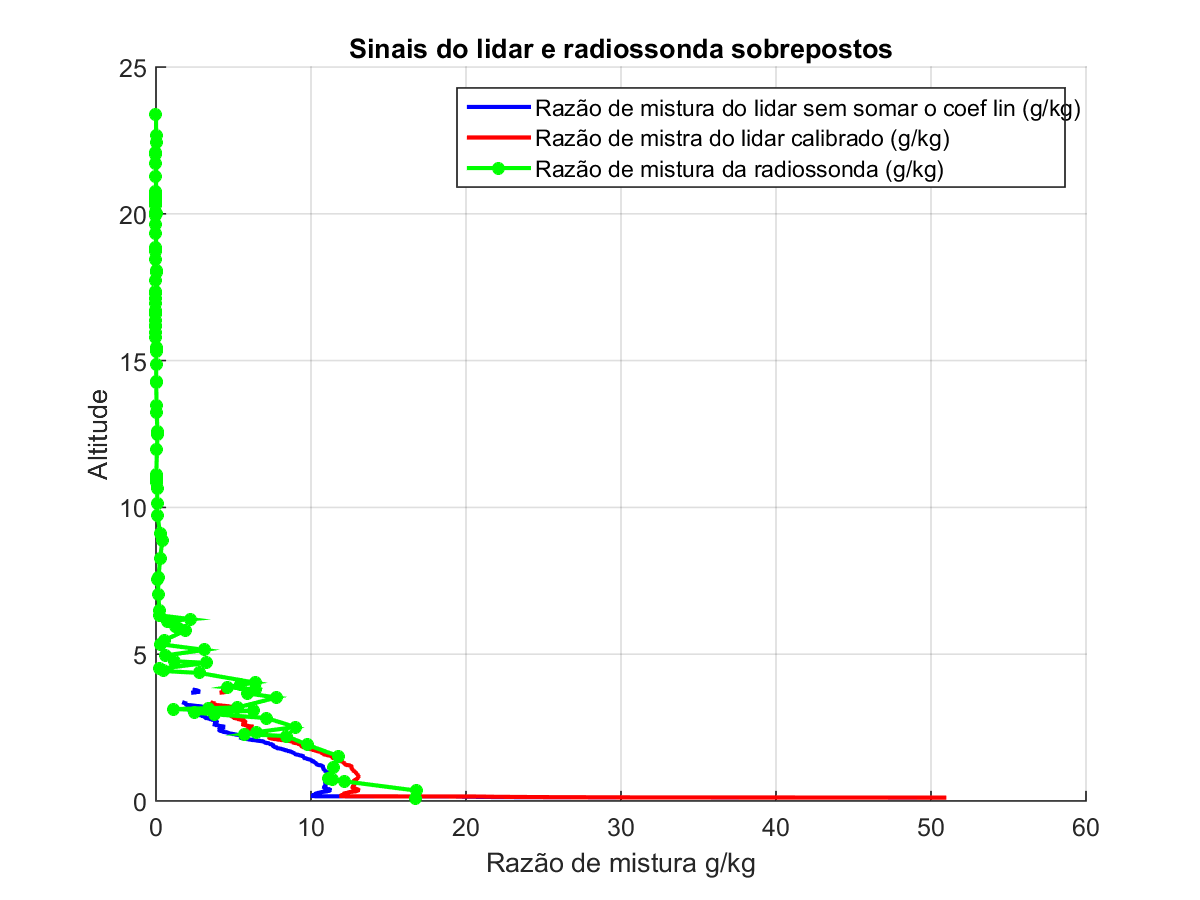 Sinais do lidar e radiossonda sobrepostos
25
20
15
10
5
0
Altitude
Razão de mistura do lidar sem somar o coef lin (g/kg)
Razão de mistra do lidar calibrado (g/kg)
Razão de mistura da radiossonda (g/kg)
0 10 20 30 40 50 60
Razão de mistura g/kg